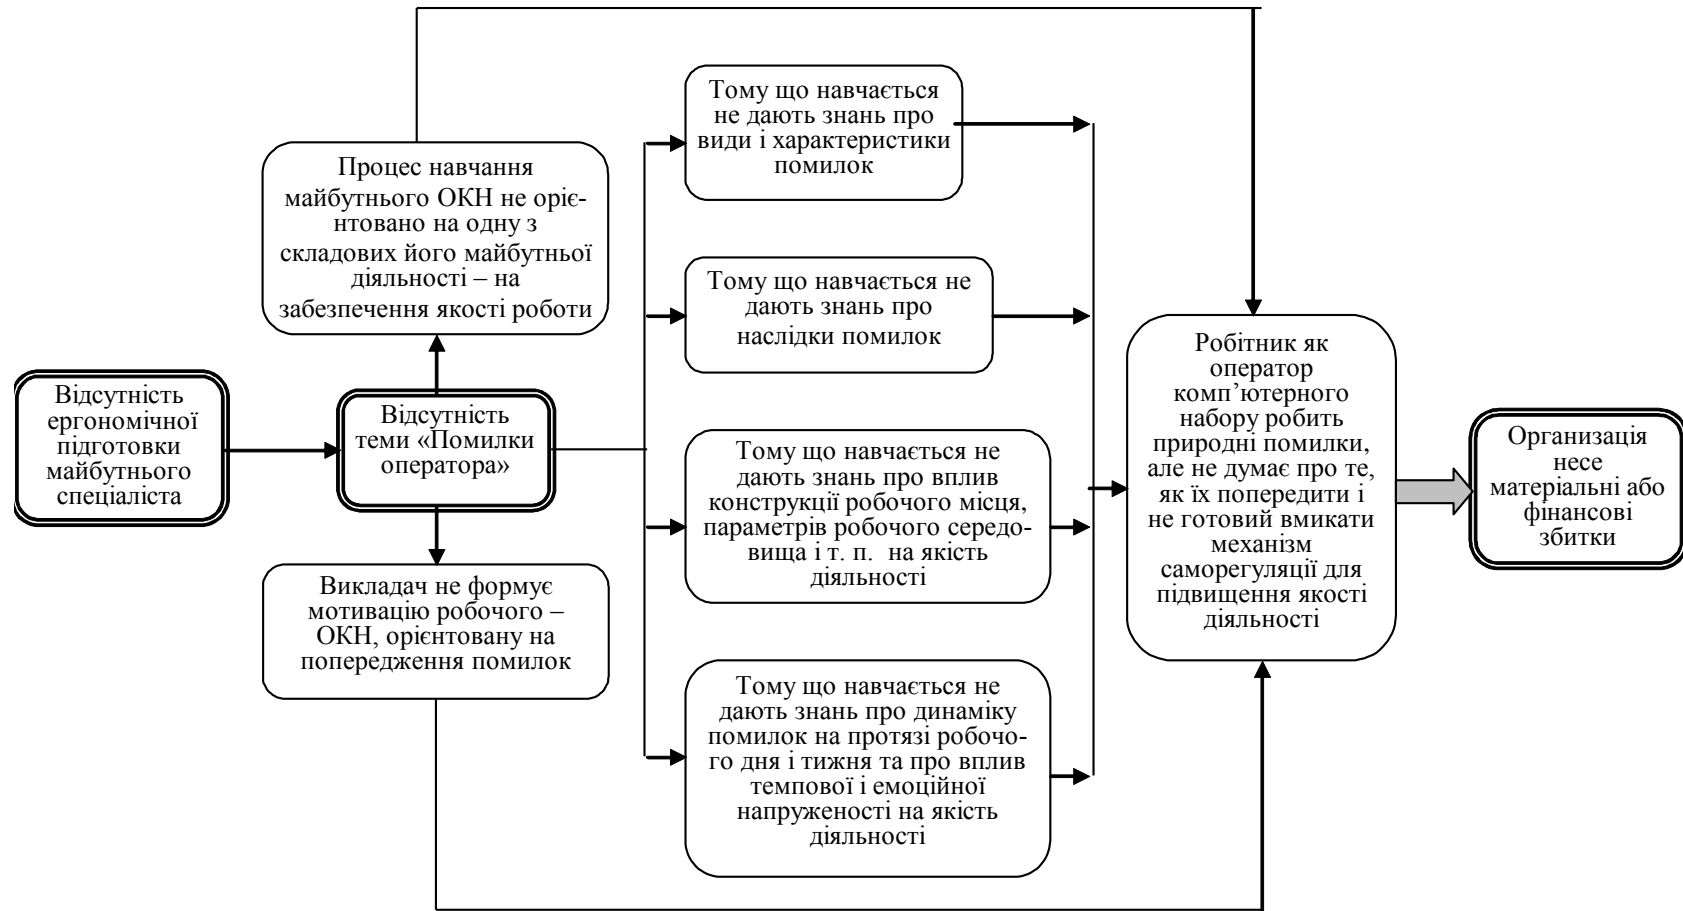 Відсутність
ергономічної
підготовки
майбутнього
спеціаліста
Процес навчання
майбутнього ОКН не оріє-
нтовано на одну з
складових його майбутньої
діяльності – на
забезпечення якості роботи
Відсутність
теми «Помилки
оператора»
Викладач не формує
мотивацію робочого –
ОКН, орієнтовану на
попередження помилок
Тому що навчається
не дають знань про
види і характеристики
помилок
Тому що навчається не
дають знань про
наслідки помилок
Тому що навчається не
дають знань про вплив
конструкції робочого місця,
параметрів робочого середо-
вища і т. п. на якість
діяльності
Тому що навчається не
дають знань про динаміку
помилок на протязі робочо-
го дня і тижня та про вплив
темпової і емоційної
напруженості на якість
діяльності
Робітник як
оператор
комп’ютерного
набору робить
природні помилки,
але не думає про те,
як їх попередити і
не готовий вмикати
механізм
саморегуляції для
підвищення якості
діяльності
Организація
несе
матеріальні або
фінансові
збитки